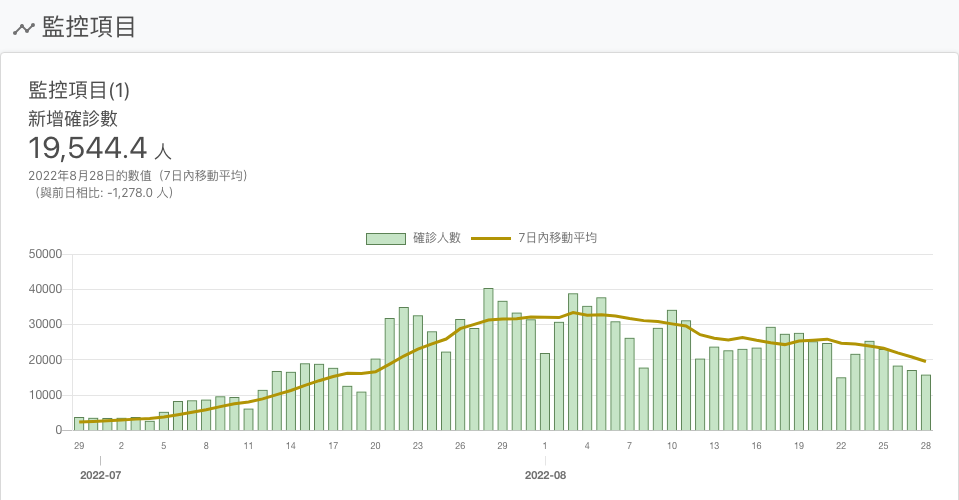 監控項目
監控項目(1)
新增確診數
19,544.4 人
2022年8月28日的數值（7日內移動平均）
（與前日相比: -1,278.0 人）
確診人數 7日內移動平均
50000
40000
30000
20000
10000
0
29 2 5 8 11 14 17 20 23 26 29 1 4 7 10 13 16 19 22 25 28
2022-07 2022-08